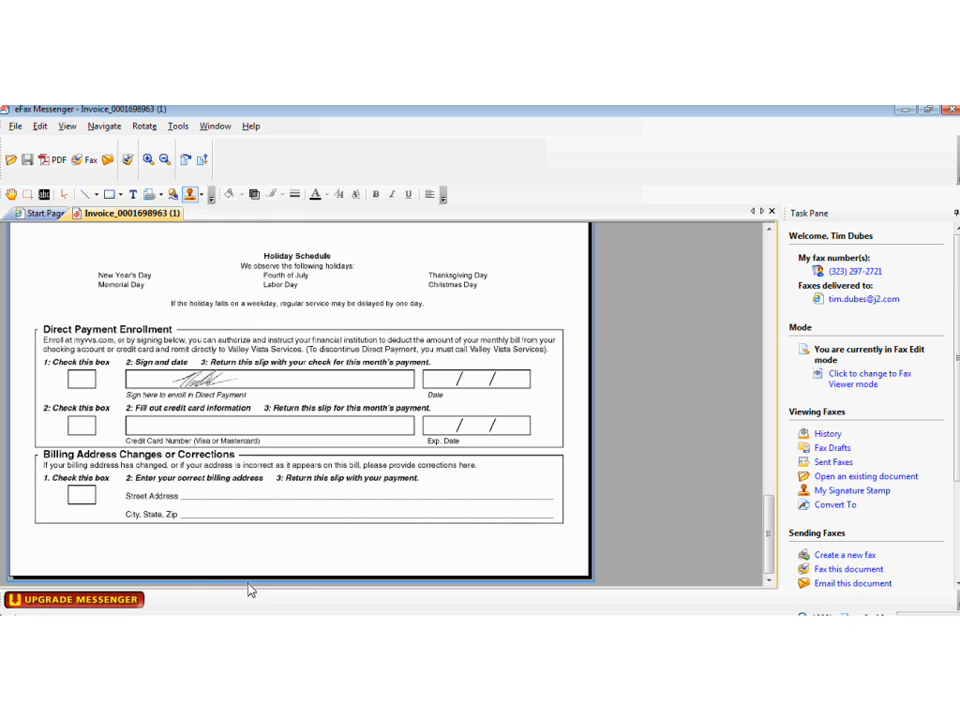 eFax Messenger - Invoice_0001698963 (1)
File Edit View Navigate Rotate Tools Window Help
PDF Fax
abc T A A A B I U
Start Page Invoice_0001698963 (1)
Holiday Schedule
We observe the following holidays:
New Year's Day Fourth of July Thanksgiving Day
Memorial Day Labor Day Christmas Day
If the holiday falls on a weekday, regular service may be delayed by one day.
Direct Payment Enrollment
Enroll at myvvs.com, or by signing below, you can authorize and instruct your financial institution to deduct the amount of your monthly bill from your
checking account or credit card and remit directly to Valley Vista Services. (To discontinue Direct Payment, you must call Valley Vista Services).
1: Check this box 2: Sign and date 3: Return this slip with your check for this month's payment.
/ /
Sign here to enroll in Direct Payment Date
2: Check this box 2: Fill out credit card information 3: Return this slip for this month's payment.
/ /
Credit Card Number (Visa or Mastercard) Exp. Date
Billing Address Changes or Corrections
If your billing address has changed, or if your address is incorrect as it appears on this bill, please provide corrections here.
1. Check this box 2: Enter your correct billing address 3: Return this slip with your payment.
Street Address
City, State, Zip
UPGRADE MESSENGER
Task Pane
Welcome, Tim Dubes
My fax number(s):
(323) 297-2721
Faxes delivered to:
tim.dubes@j2.com
Mode
You are currently in Fax Edit
mode
Click to change to Fax
Viewer mode
Viewing Faxes
History
Fax Drafts
Sent Faxes
Open an existing document
My Signature Stamp
Convert To
Sending Faxes
Create a new fax
Fax this document
Email this document